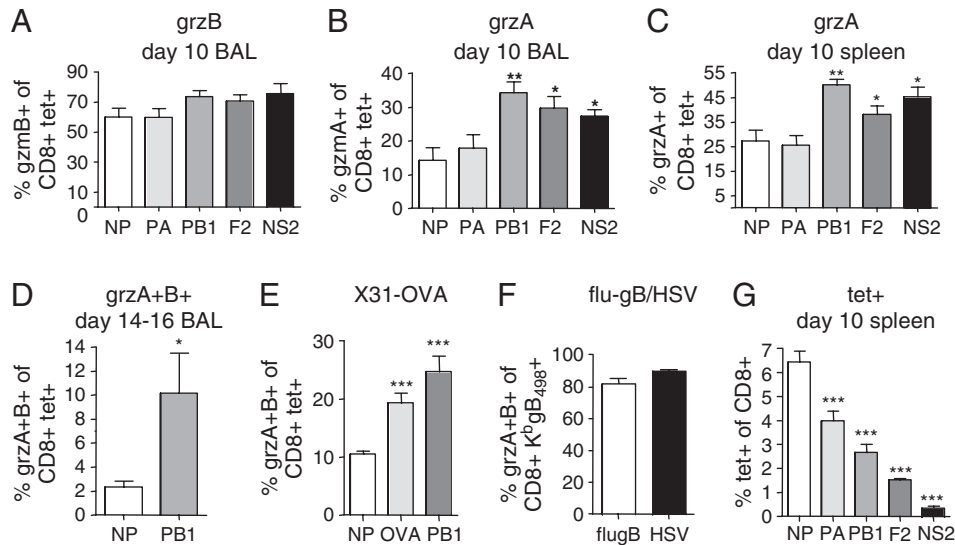 A
grzB
day 10 BAL
% gzmB+ of
CD8+ tet+
90
70
50
30
10
0
NP PA PB1 F2 NS2
B
grzA
day 10 BAL
% gzmA+ of
CD8+ tet+
40
30
20
10
0
** * *
NP PA PB1 F2 NS2
C
grzA
day 10 spleen
% grzA+ of
CD8+ tet+
55
45
35
25
15
5
** * *
NP PA PB1 F2 NS2
D
grzA+B+
day 14-16 BAL
% grzA+B+ of
CD8+ tet+
14
12
10
8
6
4
2
0
*
NP PB1
E
X31-OVA
% grzA+B+ of
CD8+ tet+
30
20
10
0
*** ***
NP OVA PB1
F
flu-gB/HSV
% grzA+B+ of
CD8+ KbgB498+
100
80
60
40
20
0
flugB HSV
G
tet+
day 10 spleen
% tet+ of CD8+
7
6
5
4
3
2
1
0
*** *** *** ***
NP PA PB1 F2 NS2